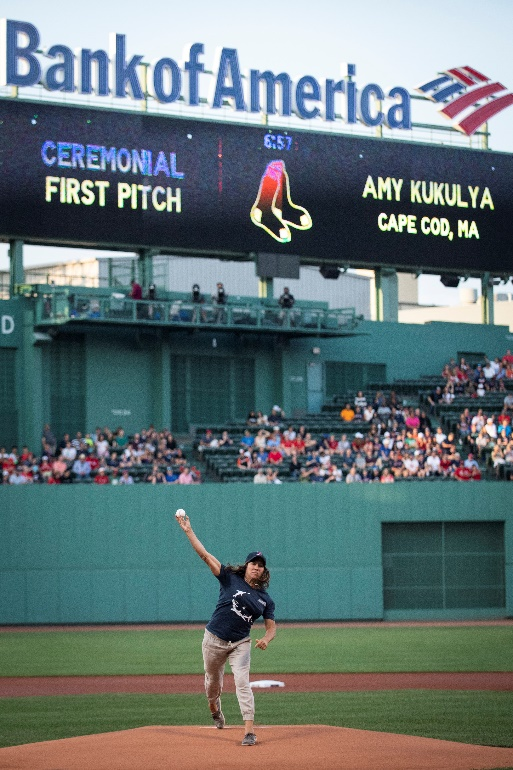 Bank of America
6:57
CEREMONIAL
FIRST PITCH
AMY KUKULYA
CAPE COD, MA
D